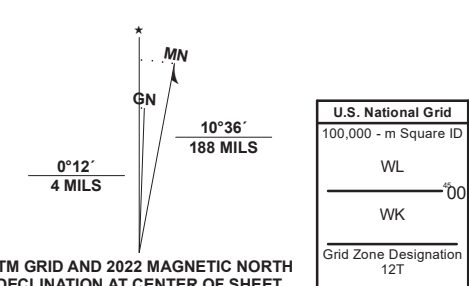 ★
MN
GN
10°36´
188 MILS
0°12´
4 MILS
TM GRID AND 2022 MAGNETIC NORTH
DECLINATION AT CENTER OF SHEET
U.S. National Grid
100,000 - m Square ID
WL
4500
WK
Grid Zone Designation
12T